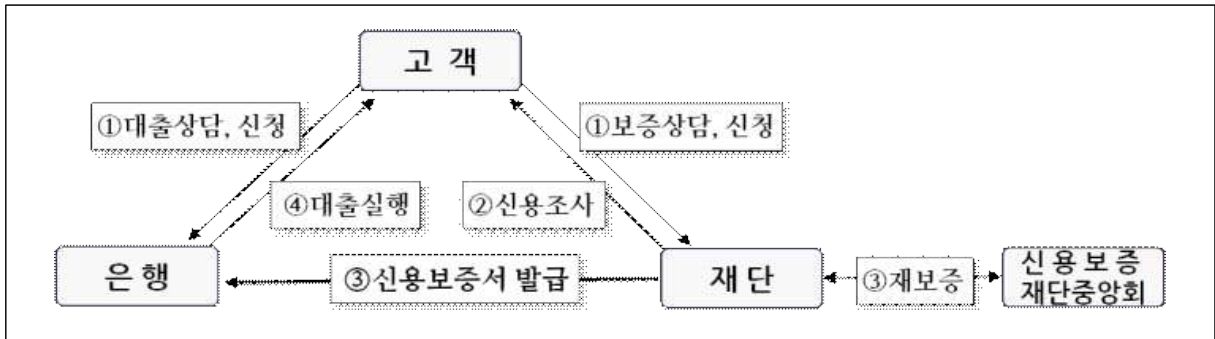 고 객
①대출상담, 신청
①보증상담, 신청
④대출실행
②신용조사
은 행
③신용보증서 발급
재 단
③재보증
신 용 보 증
재단중앙회